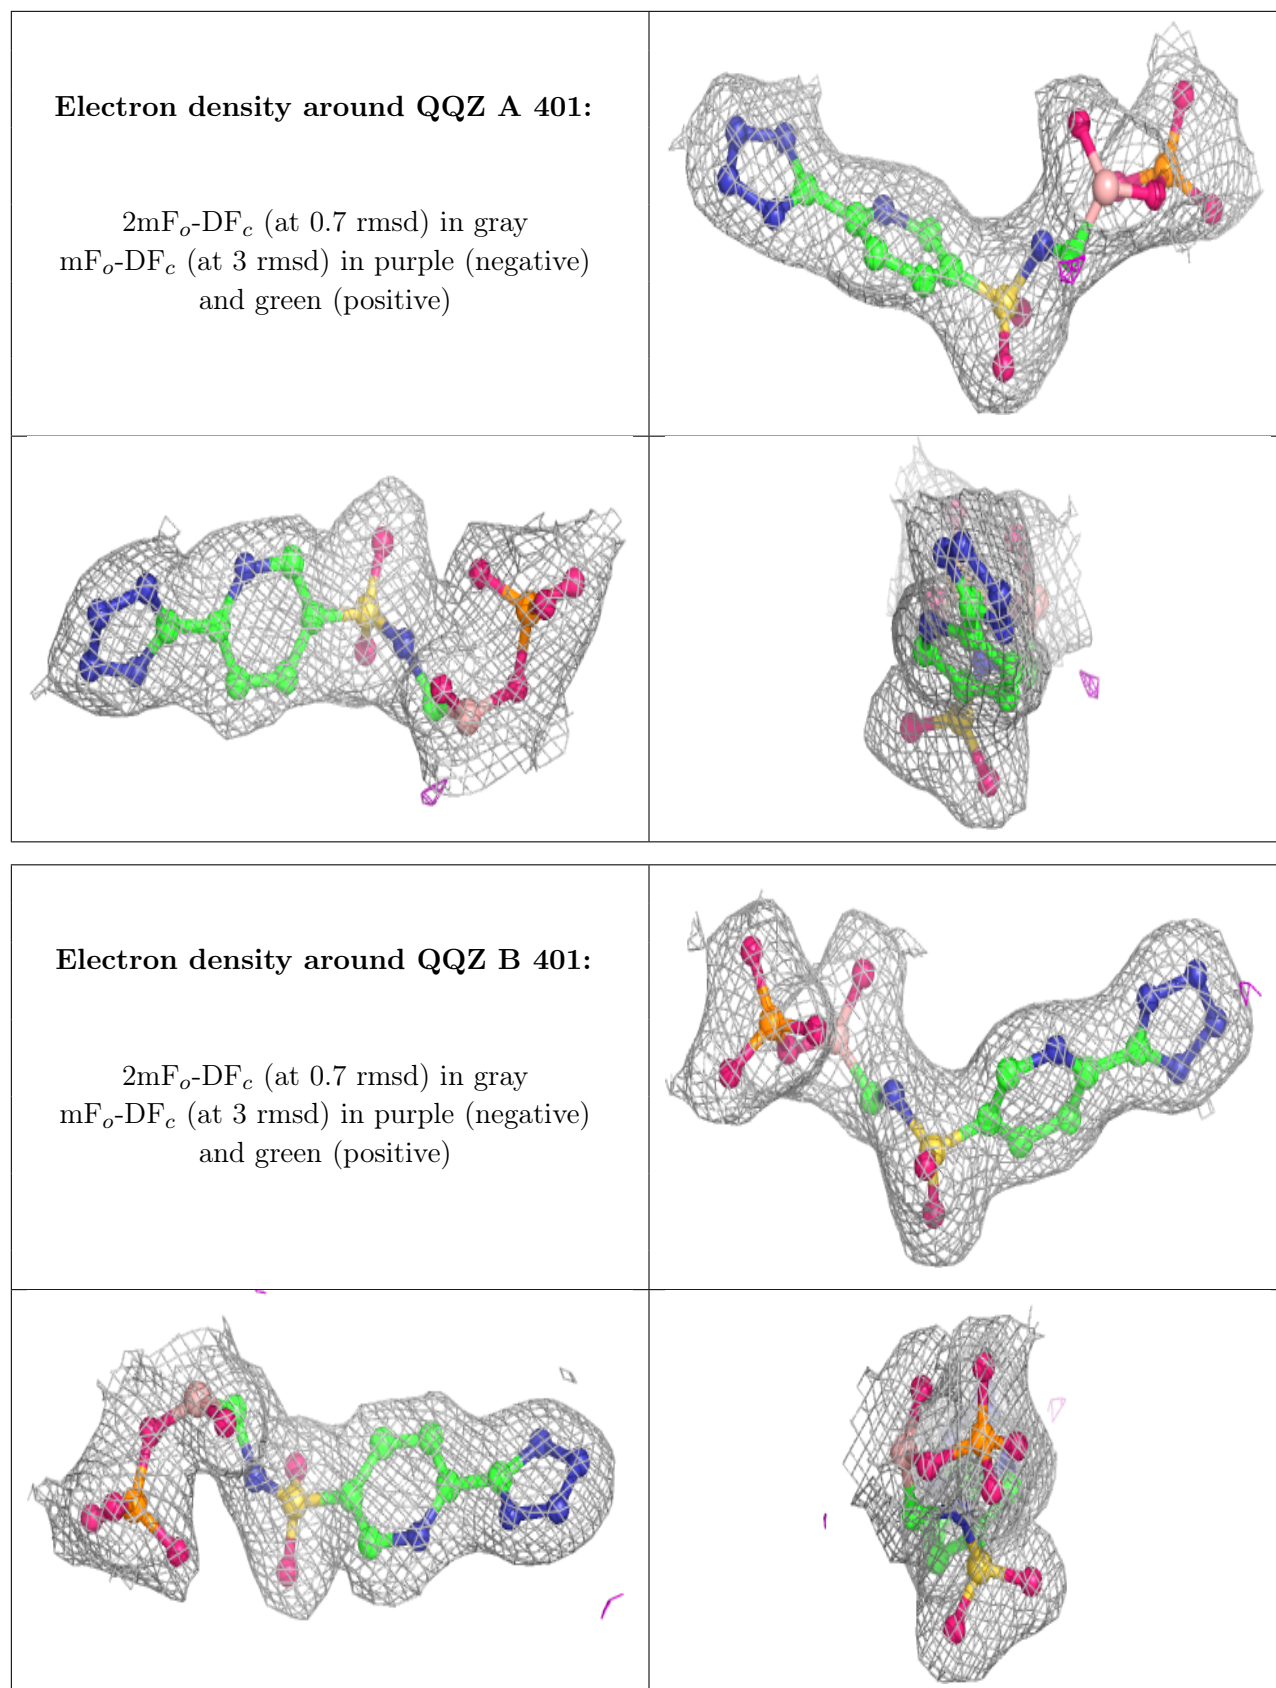 Electron density around QQZ A 401:
2mFo-DFc (at 0.7 rmsd) in gray
mFo-DFc (at 3 rmsd) in purple (negative)
and green (positive)
Electron density around QQZ B 401:
2mFo-DFc (at 0.7 rmsd) in gray
mFo-DFc (at 3 rmsd) in purple (negative)
and green (positive)